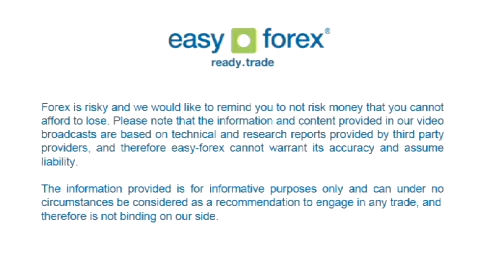 easy forex®
ready.trade
Forex is risky and we would like to remind you to not risk money that you cannot
afford to lose. Please note that the information and content provided in our video
broadcasts are based on technical and research reports provided by third party
providers, and therefore easy-forex cannot warrant its accuracy and assume
liability.
The information provided is for informative purposes only and can under no
circumstances be considered as a recommendation to engage in any trade, and
therefore is not binding on our side.